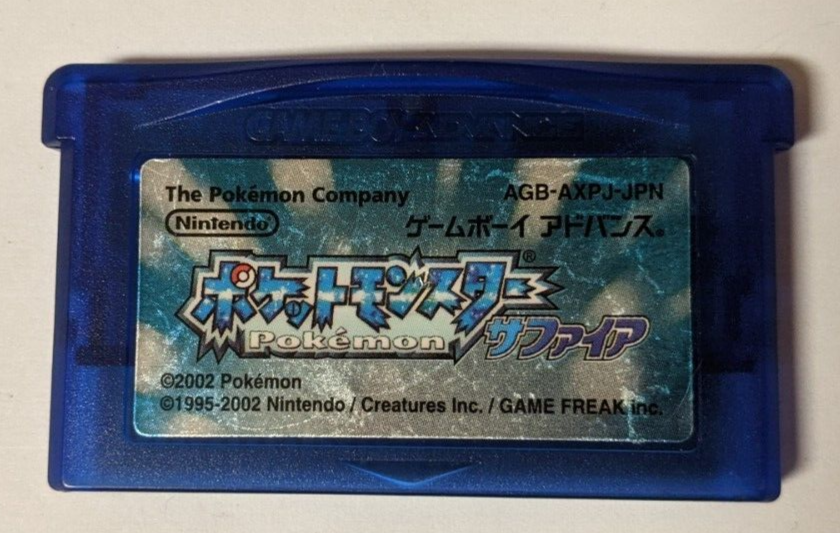 GAME BOY ADVANCE
The Pokémon Company
AGB-AXPJ-JPN
Nintendo
ゲームボーイ アドバンス®
ポケットモンスター®
Pokémon
サファイア
©2002 Pokémon
©1995-2002 Nintendo / Creatures Inc. / GAME FREAK inc.